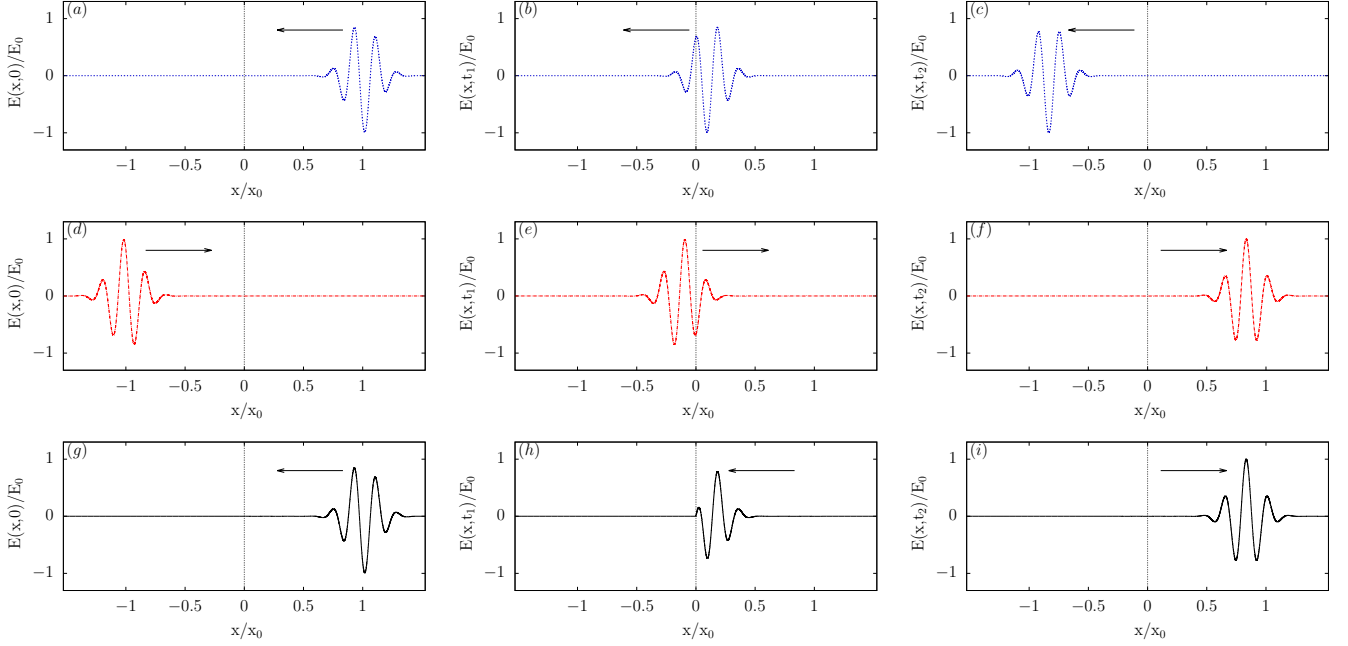 (a)
E(x,0)/E₀
1
0
−1
−1 −0.5 0 0.5 1
x/x₀
(b)
E(x,t₁)/E₀
1
0
−1
−1 −0.5 0 0.5 1
x/x₀
(c)
E(x,t₂)/E₀
1
0
−1
−1 −0.5 0 0.5 1
x/x₀
(d)
E(x,0)/E₀
1
0
−1
−1 −0.5 0 0.5 1
x/x₀
(e)
E(x,t₁)/E₀
1
0
−1
−1 −0.5 0 0.5 1
x/x₀
(f)
E(x,t₂)/E₀
1
0
−1
−1 −0.5 0 0.5 1
x/x₀
(g)
E(x,0)/E₀
1
0
−1
−1 −0.5 0 0.5 1
x/x₀
(h)
E(x,t₁)/E₀
1
0
−1
−1 −0.5 0 0.5 1
x/x₀
(i)
E(x,t₂)/E₀
1
0
−1
−1 −0.5 0 0.5 1
x/x₀